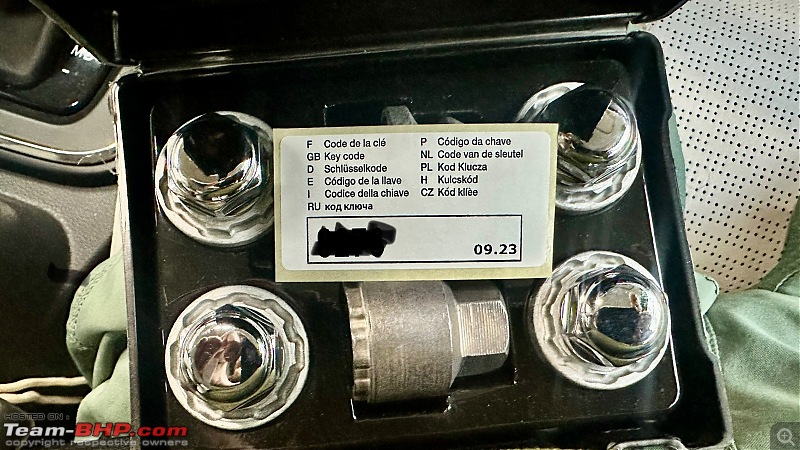 F Code de la clé
GB Key code
D Schlüsselkode
E Código de la llave
I Codice della chiave
RU код ключа
P Código da chave
NL Code van de sleutel
PL Kod Klucza
H Kulcskód
CZ Kód klíèe
09.23
HOSTED ON :
Team-BHP.com
copyright respective owners